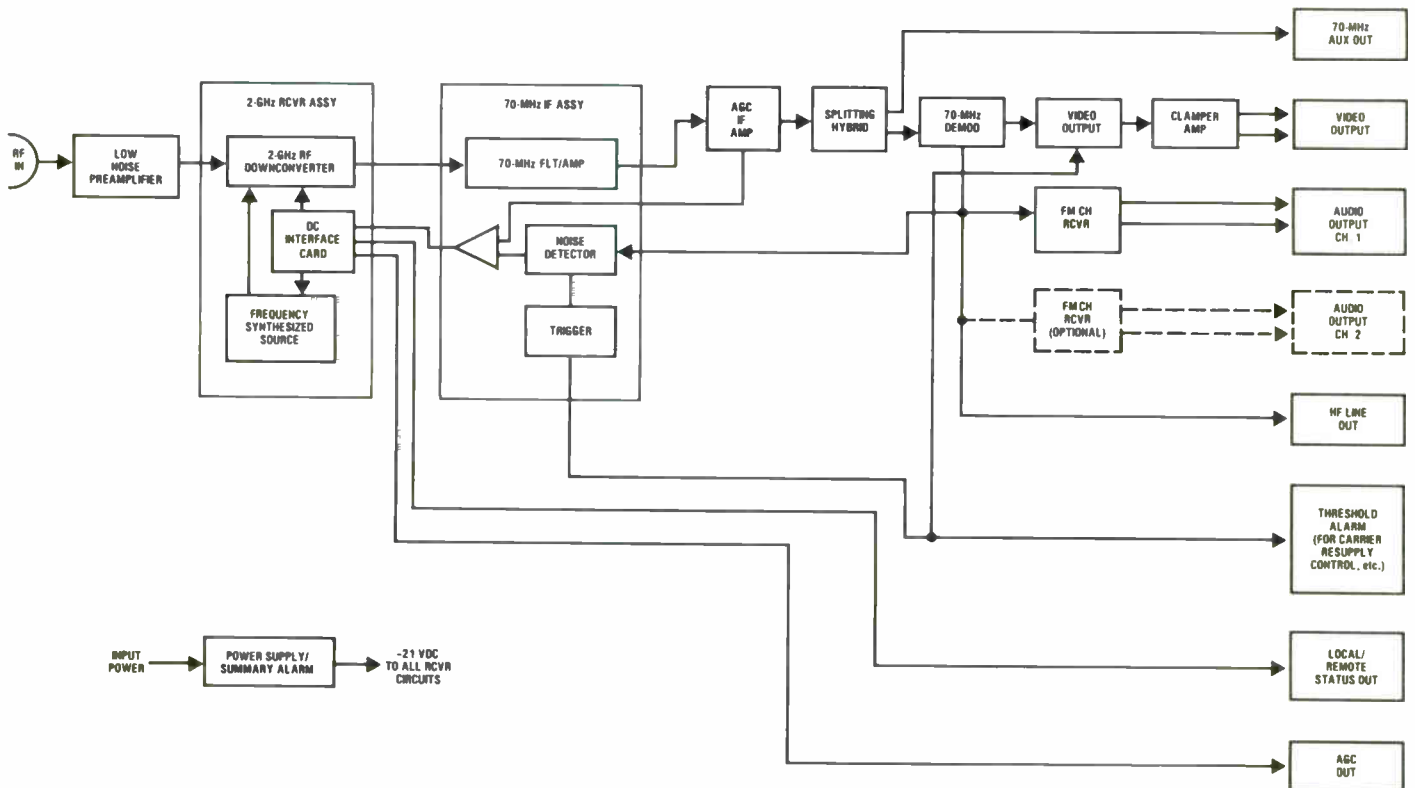 70-MHz
AUX OUT
2-GHz RCVR ASSY
70-MHz IF ASSY
AGC
IF
AMP
SPLITTING
HYBRID
70-MHz
DEMOD
VIDEO
OUTPUT
CLAMPER
AMP
VIDEO
OUTPUT
RF
IN
LOW
NOISE
PREAMPLIFIER
2-GHz RF
DOWNCONVERTER
70-MHz FLT/AMP
DC
INTERFACE
CARD
NOISE
DETECTOR
FM CH
RCVR
AUDIO
OUTPUT
CH. 1
FREQUENCY
SYNTHESIZED
SOURCE
TRIGGER
FM CH
RCVR
(OPTIONAL)
AUDIO
OUTPUT
CH. 2
HF LINE
OUT
THRESHOLD
ALARM
(FOR CARRIER
RESUPPLY
CONTROL, etc.)
INPUT
POWER
POWER SUPPLY/
SUMMARY ALARM
-21 VDC
TO ALL RCVR
CIRCUITS
LOCAL/
REMOTE
STATUS OUT
AGC
OUT